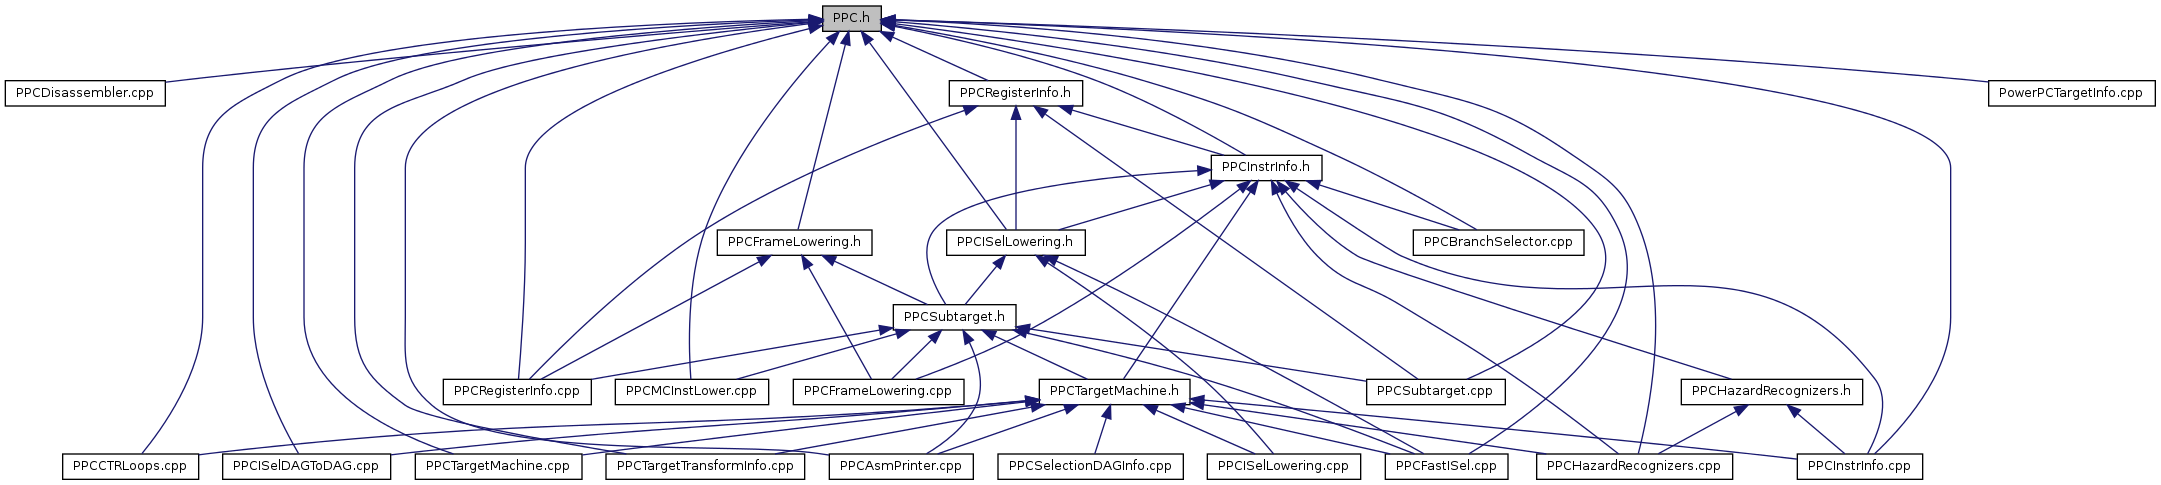 PPC.h
PPCDisassembler.cpp
PPCRegisterInfo.h
PowerPCTargetInfo.cpp
PPCInstrInfo.h
PPCFrameLowering.h
PPCISelLowering.h
PPCBranchSelector.cpp
PPCSubtarget.h
PPCRegisterInfo.cpp
PPCMCInstLower.cpp
PPCFrameLowering.cpp
PPCTargetMachine.h
PPCSubtarget.cpp
PPCHazardRecognizers.h
PPCCTRLoops.cpp
PPCISelDAGToDAG.cpp
PPCTargetMachine.cpp
PPCTargetTransformInfo.cpp
PPCAsmPrinter.cpp
PPCSelectionDAGInfo.cpp
PPCISelLowering.cpp
PPCFastISel.cpp
PPCHazardRecognizers.cpp
PPCInstrInfo.cpp